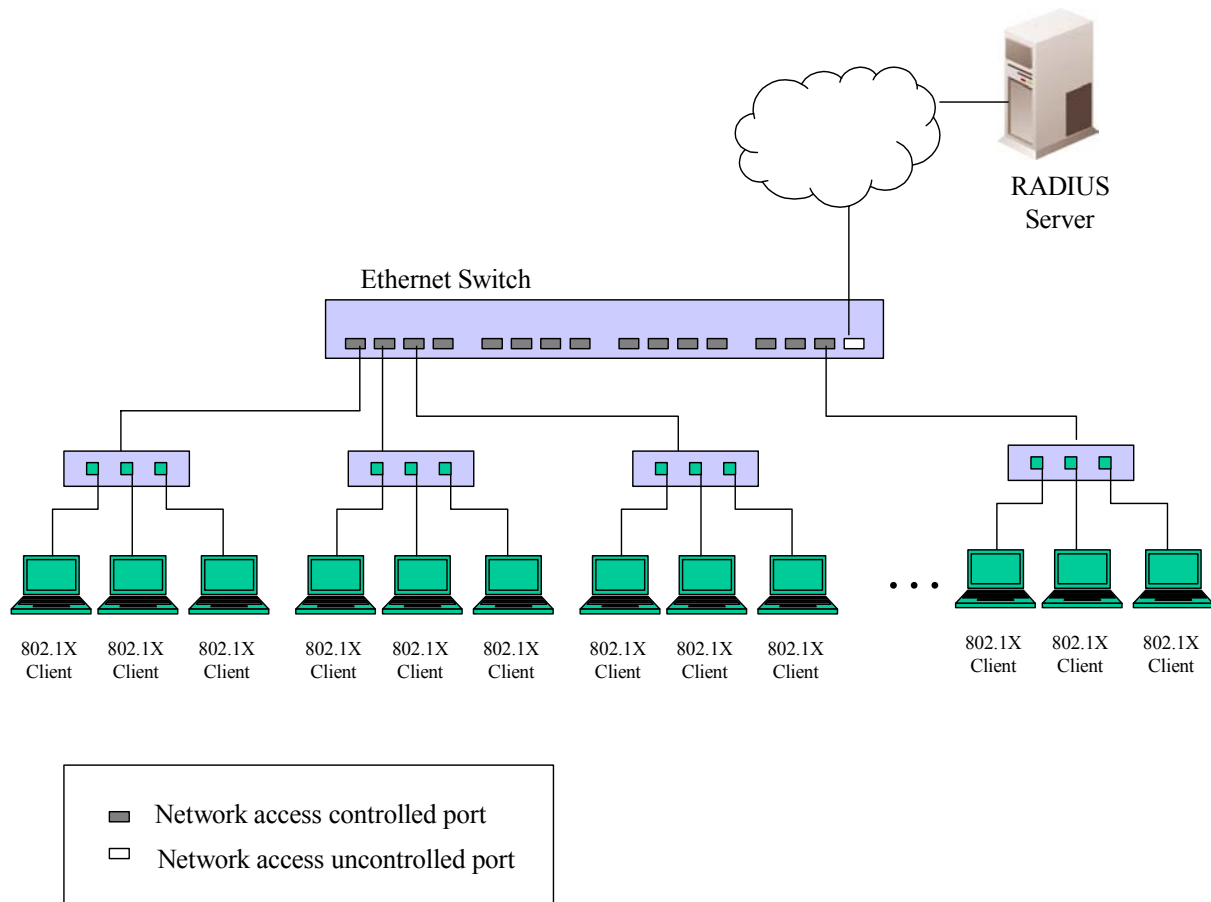 RADIUS
Server
Ethernet Switch
802.1X
Client
802.1X
Client
802.1X
Client
802.1X
Client
802.1X
Client
802.1X
Client
802.1X
Client
802.1X
Client
802.1X
Client
...
802.1X
Client
802.1X
Client
802.1X
Client
Network access controlled port
Network access uncontrolled port